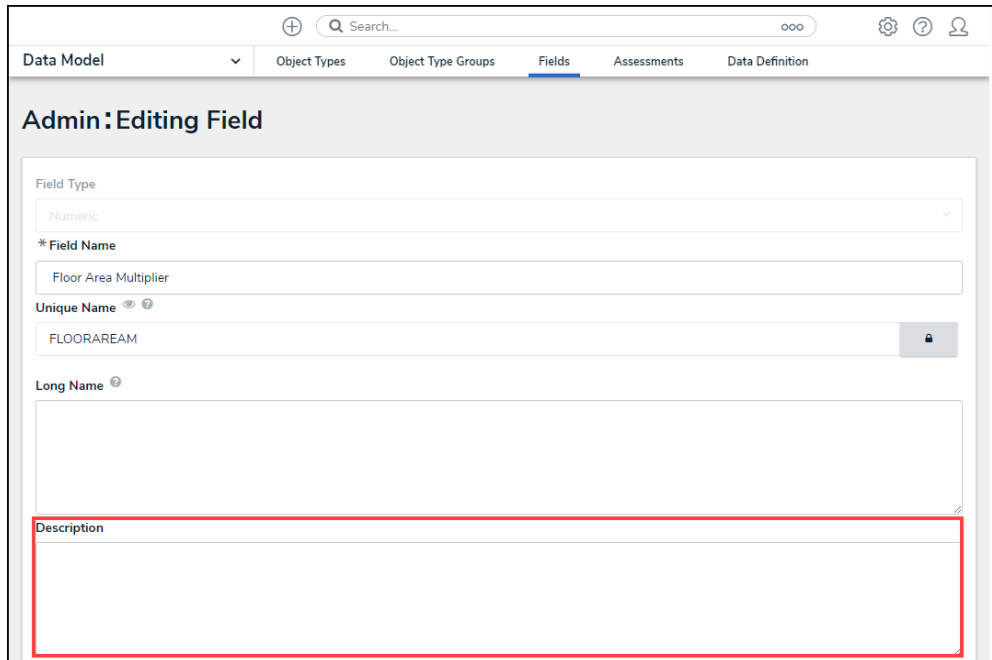 Search... ooo
Data Model Object Types Object Type Groups Fields Assessments Data Definition
Admin:Editing Field
Field Type
Numeric
*Field Name
Floor Area Multiplier
Unique Name ?
FLOORAREAM
Long Name ?
Description